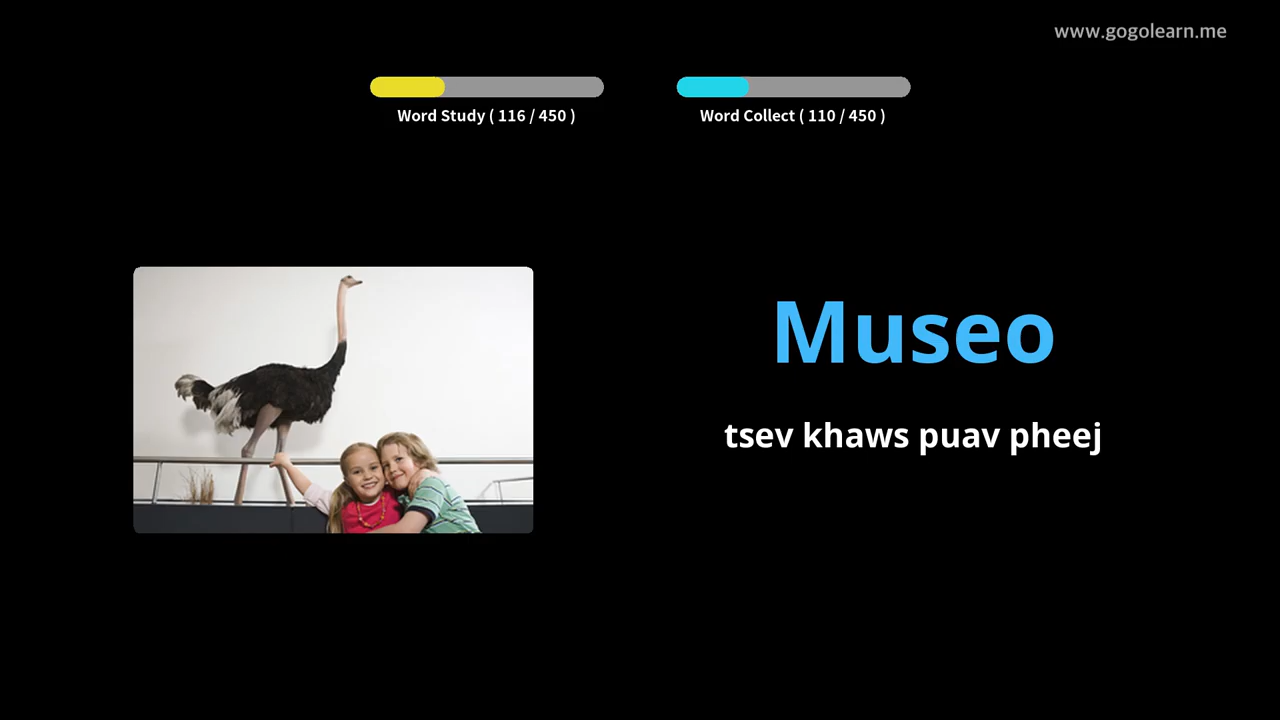 www.gogolearn.me
Word Study ( 116 / 450 )
Word Collect ( 110 / 450 )
Museo
tsev khaws puav pheej